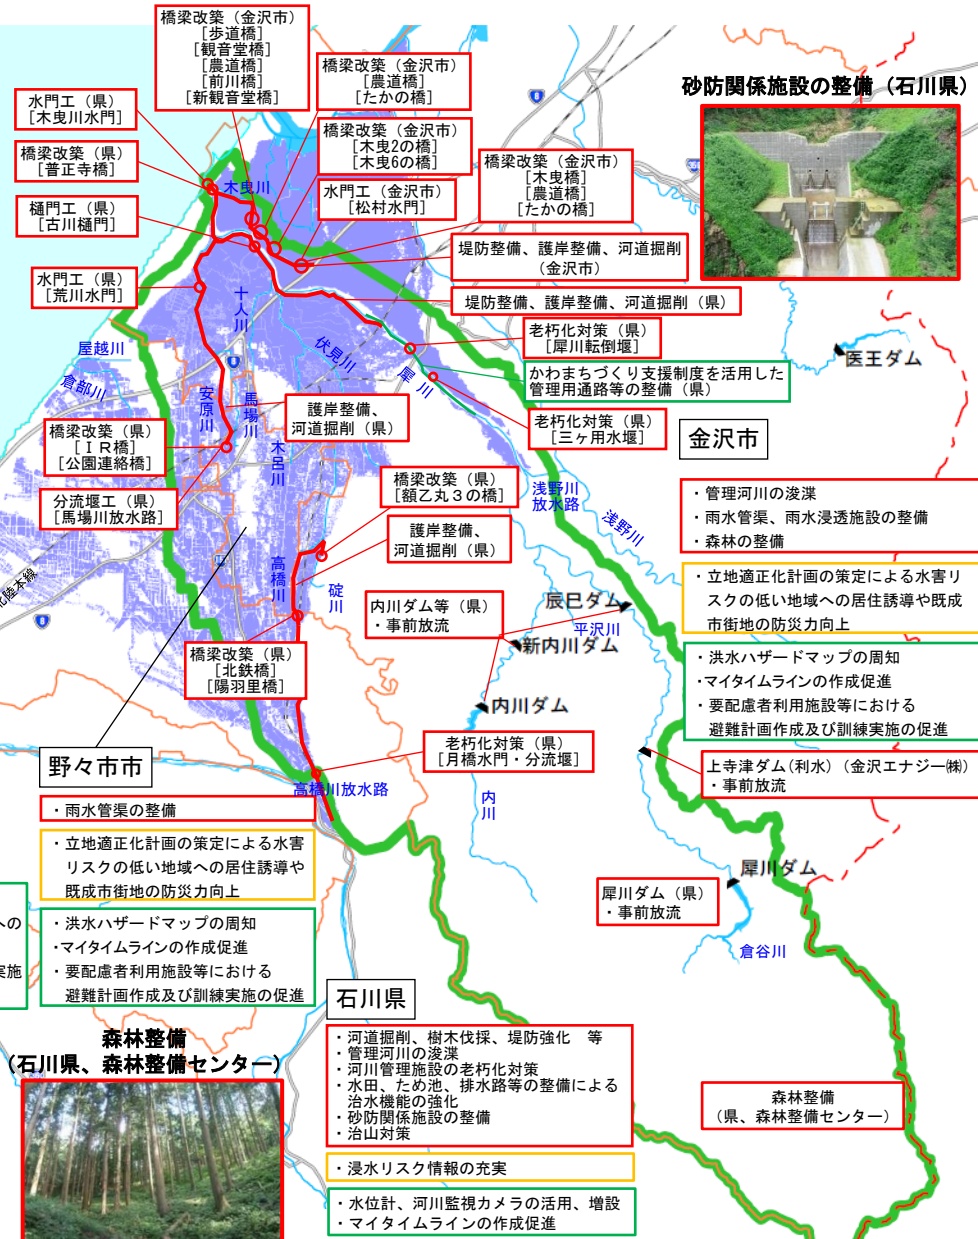 橋梁改築（金沢市）
［歩道橋］
［観音堂橋］
［農道橋］
［前川橋］
［新観音堂橋］
橋梁改築（金沢市）
［農道橋］
［たかの橋］
砂防関係施設の整備（石川県）
水門工（県）
［木曳川水門］
橋梁改築（金沢市）
［木曳2の橋］
［木曳6の橋］
橋梁改築（県）
［普正寺橋］
橋梁改築（金沢市）
［木曳橋］
［農道橋］
［たかの橋］
木曳川
水門工（金沢市）
［松村水門］
樋門工（県）
［古川樋門］
堤防整備、護岸整備、河道掘削
（金沢市）
水門工（県）
［荒川水門］
堤防整備、護岸整備、河道掘削（県）
十人川
老朽化対策（県）
［犀川転倒堰］
伏見川
犀川
屋越川
倉部川
医王ダム
かわまちづくり支援制度を活用した
管理用通路等の整備（県）
安原川
馬場川
護岸整備、
河道掘削（県）
老朽化対策（県）
［三ヶ用水堰］
金沢市
橋梁改築（県）
［ＩＲ橋］
［公園連絡橋］
木呂川
橋梁改築（県）
［額乙丸３の橋］
浅野川
放水路
浅野川
分流堰工（県）
［馬場川放水路］
・管理河川の浚渫
・雨水管渠、雨水浸透施設の整備
・森林の整備
護岸整備、
河道掘削（県）
高橋川
碇川
陸本線
・立地適正化計画の策定による水害リ
スクの低い地域への居住誘導や既成
市街地の防災力向上
内川ダム等（県）
・事前放流
辰巳ダム
平沢川
新内川ダム
橋梁改築（県）
［北鉄橋］
［陽羽里橋］
・洪水ハザードマップの周知
・マイタイムラインの作成促進
・要配慮者利用施設等における
避難計画作成及び訓練実施の促進
内川ダム
老朽化対策（県）
［月橋水門・分流堰］
野々市市
高橋川放水路
上寺津ダム(利水)（金沢エナジー㈱）
・事前放流
内川
・雨水管渠の整備
・立地適正化計画の策定による水害
リスクの低い地域への居住誘導や
既成市街地の防災力向上
犀川ダム
犀川ダム（県）
・事前放流
への
実施
・洪水ハザードマップの周知
・マイタイムラインの作成促進
・要配慮者利用施設等における
避難計画作成及び訓練実施の促進
倉谷川
石川県
森林整備
（石川県、森林整備センター）
・河道掘削、樹木伐採、堤防強化　等
・管理河川の浚渫
・河川管理施設の老朽化対策
・水田、ため池、排水路等の整備による
治水機能の強化
・砂防関係施設の整備
・治山対策
森林整備
（県、森林整備センター）
・浸水リスク情報の充実
・水位計、河川監視カメラの活用、増設
・マイタイムラインの作成促進